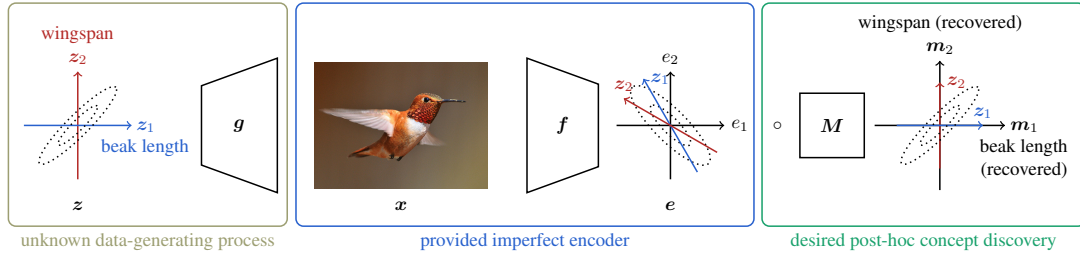 wingspan
z₂
z₁
beak length
z
g
unknown data-generating process
x
f
e₂
z₂
z₁
e₁
e
provided imperfect encoder
∘
M
wingspan (recovered)
m₂
z₂
z₁
m₁
beak length
(recovered)
desired post-hoc concept discovery